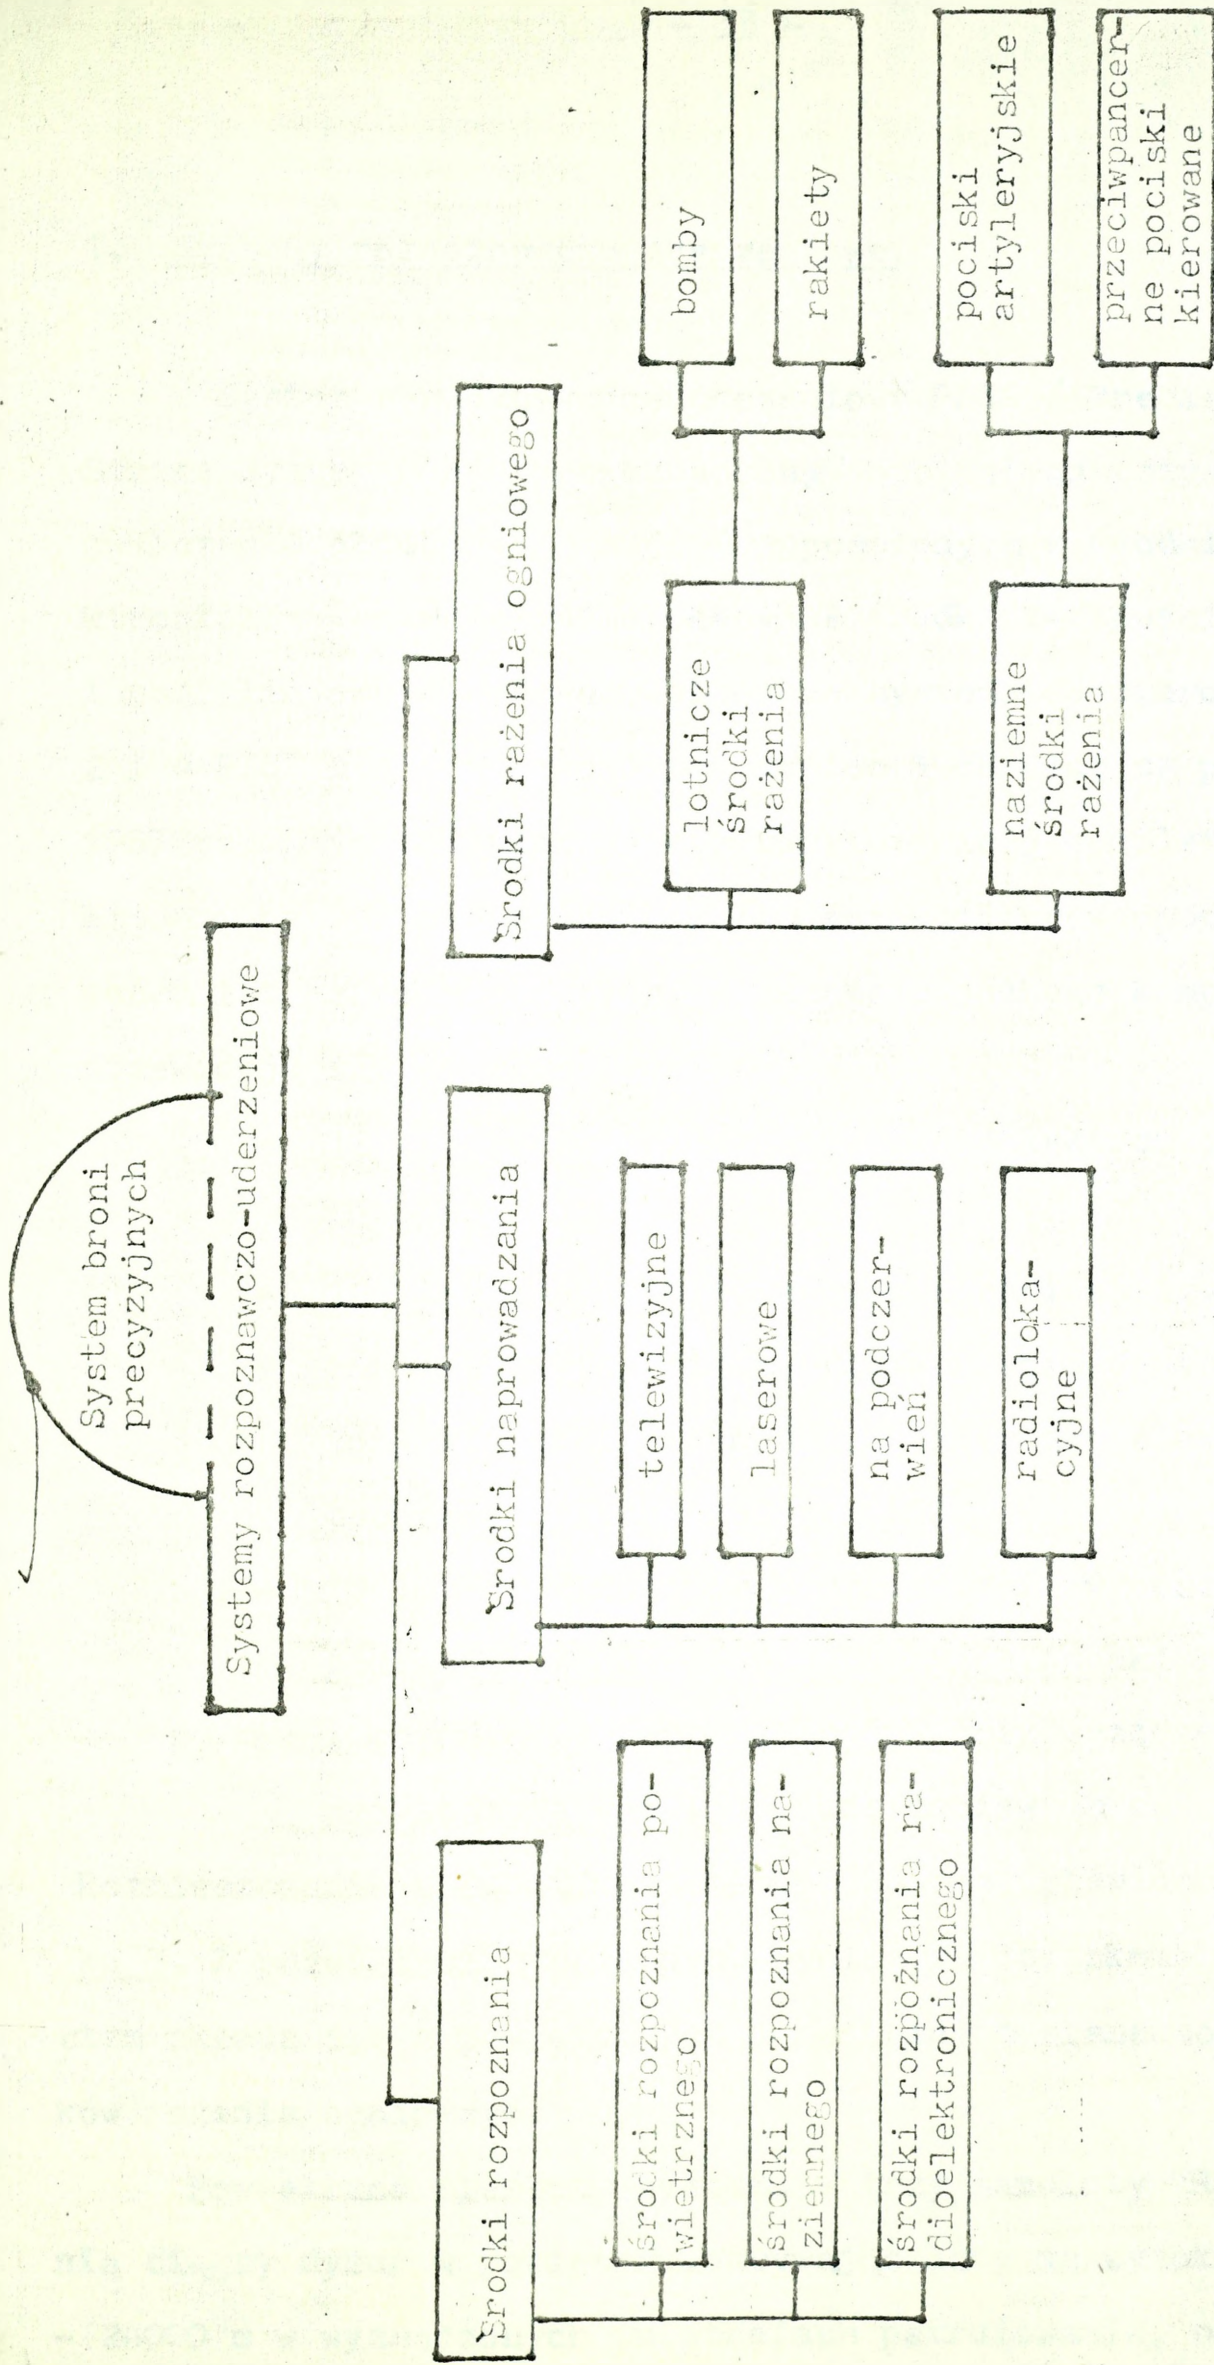 System broni
precyzyjnych
Systemy rozpoznawczo-uderzeniowe
Środki rozpoznania
środki rozpoznania po-
wietrznego
środki rozpoznania na-
ziemnego
środki rozpoznania ra-
dioelektronicznego
Środki naprowadzania
telewizyjne
laserowe
na podczer-
wień
radioloka-
cyjne
Środki rażenia ogniowego
lotnicze
środki
rażenia
bomby
rakiety
naziemne
środki
rażenia
pociski
artyleryjskie
przeciwpancer-
ne pociski
kierowane